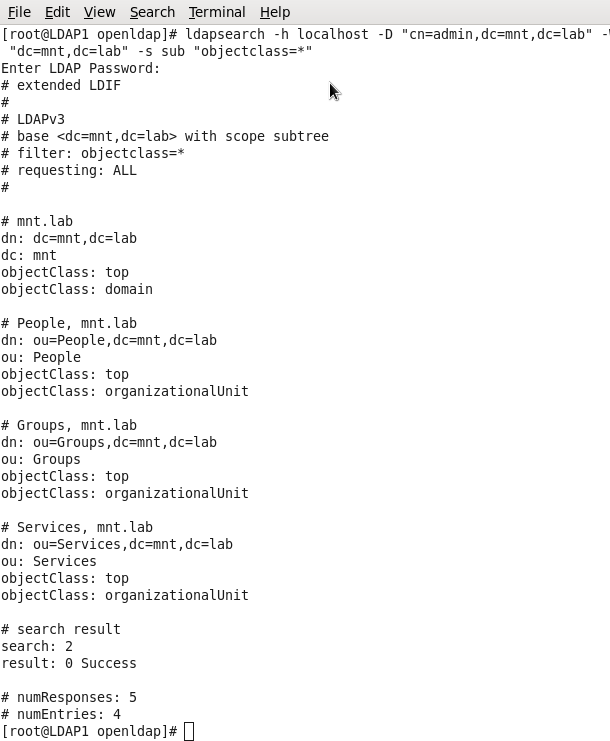 File Edit View Search Terminal Help
[root@LDAP1 openldap]# ldapsearch -h localhost -D "cn=admin,dc=mnt,dc=lab"
"dc=mnt,dc=lab" -s sub "objectclass=*"
Enter LDAP Password:
# extended LDIF
#
# LDAPv3
# base <dc=mnt,dc=lab> with scope subtree
# filter: objectclass=*
# requesting: ALL
#
# mnt.lab
dn: dc=mnt,dc=lab
dc: mnt
objectClass: top
objectClass: domain
# People, mnt.lab
dn: ou=People,dc=mnt,dc=lab
ou: People
objectClass: top
objectClass: organizationalUnit
# Groups, mnt.lab
dn: ou=Groups,dc=mnt,dc=lab
ou: Groups
objectClass: top
objectClass: organizationalUnit
# Services, mnt.lab
dn: ou=Services,dc=mnt,dc=lab
ou: Services
objectClass: top
objectClass: organizationalUnit
# search result
search: 2
result: 0 Success
# numResponses: 5
# numEntries: 4
[root@LDAP1 openldap]#